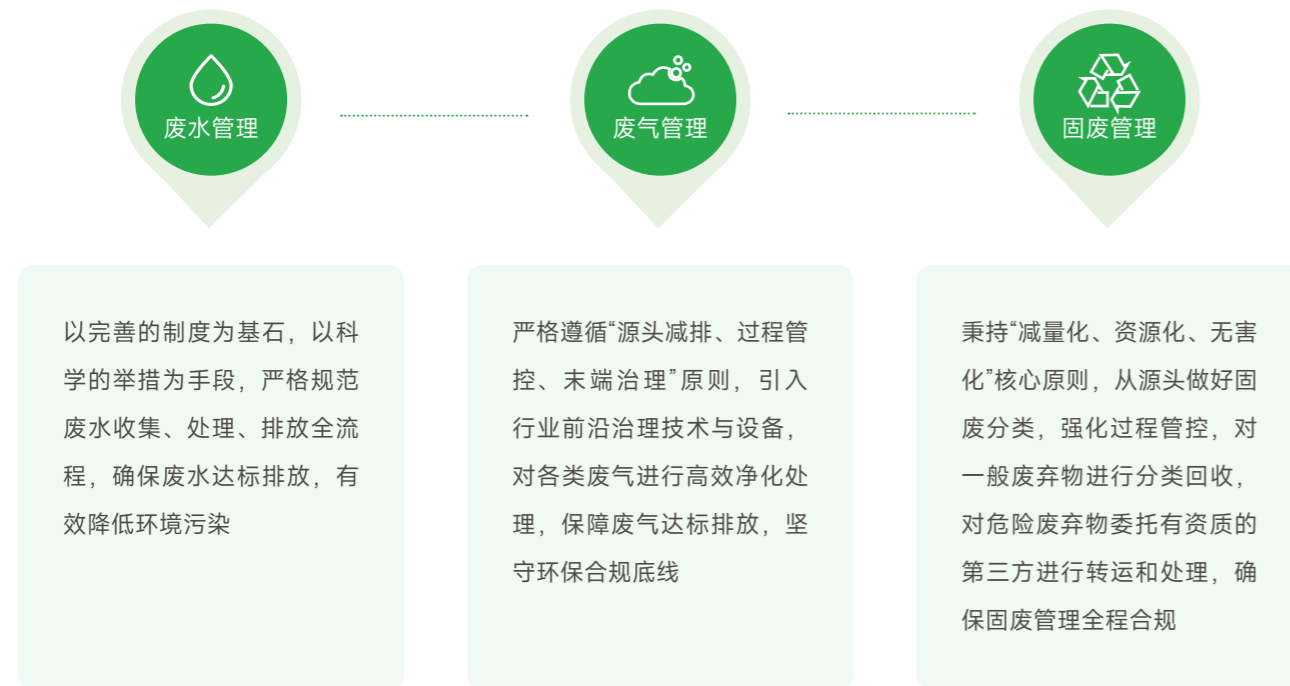 废水管理
废气管理
固废管理
以完善的制度为基石，以科
学的举措为手段，严格规范
废水收集、处理、排放全流
程，确保废水达标排放，有
效降低环境污染
严格遵循“源头减排、过程管
控、末端治理”原则，引入
行业前沿治理技术与设备，
对各类废气进行高效净化处
理，保障废气达标排放，坚
守环保合规底线
秉持“减量化、资源化、无害
化”核心原则，从源头做好固
废分类，强化过程管控，对
一般废弃物进行分类回收，
对危险废弃物委托有资质的
第三方进行转运和处理，确
保固废管理全程合规